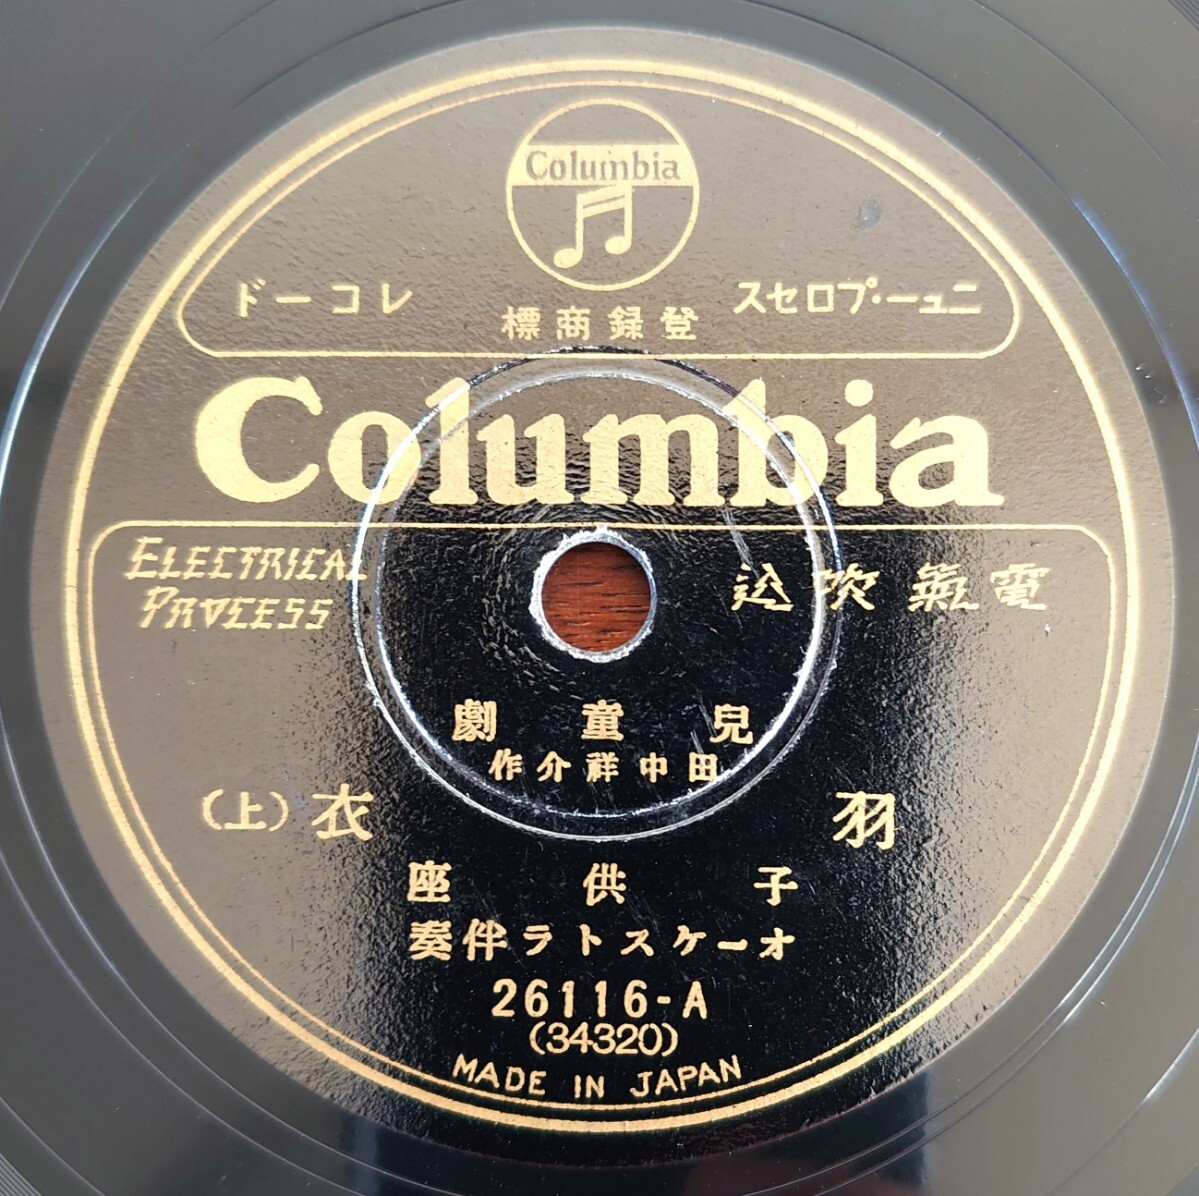 Columbia
ニュー・プロセス レコード
登録商標
Columbia
ELECTRICAL
PROCESS
電氣吹込
兒童劇
田中祥介作
羽衣(上)
子供座
オーケストラ伴奏
26116-A
(34320)
MADE IN JAPAN